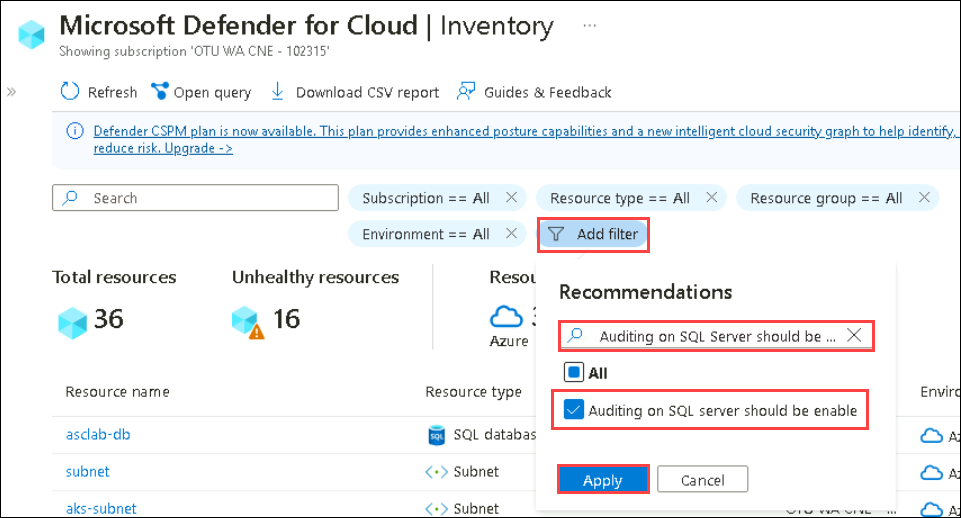 Microsoft Defender for Cloud | Inventory ...
Showing subscription 'OTU WA CNE - 102315'
» Refresh Open query Download CSV report Guides & Feedback
Defender CSPM plan is now available. This plan provides enhanced posture capabilities and a new intelligent cloud security graph to help identify,
reduce risk. Upgrade ->
Search Subscription == All Resource type == All Resource group == All
Environment == All Add filter
Total resources Unhealthy resources Resou
36 16
Azure
Recommendations
Auditing on SQL Server should be ...
All
Auditing on SQL server should be enable
Apply Cancel
Resource name Resource type Enviro
asclab-db SQL databas Az
subnet Subnet Az
aks-subnet Subnet OTU WA CNE - ... Az